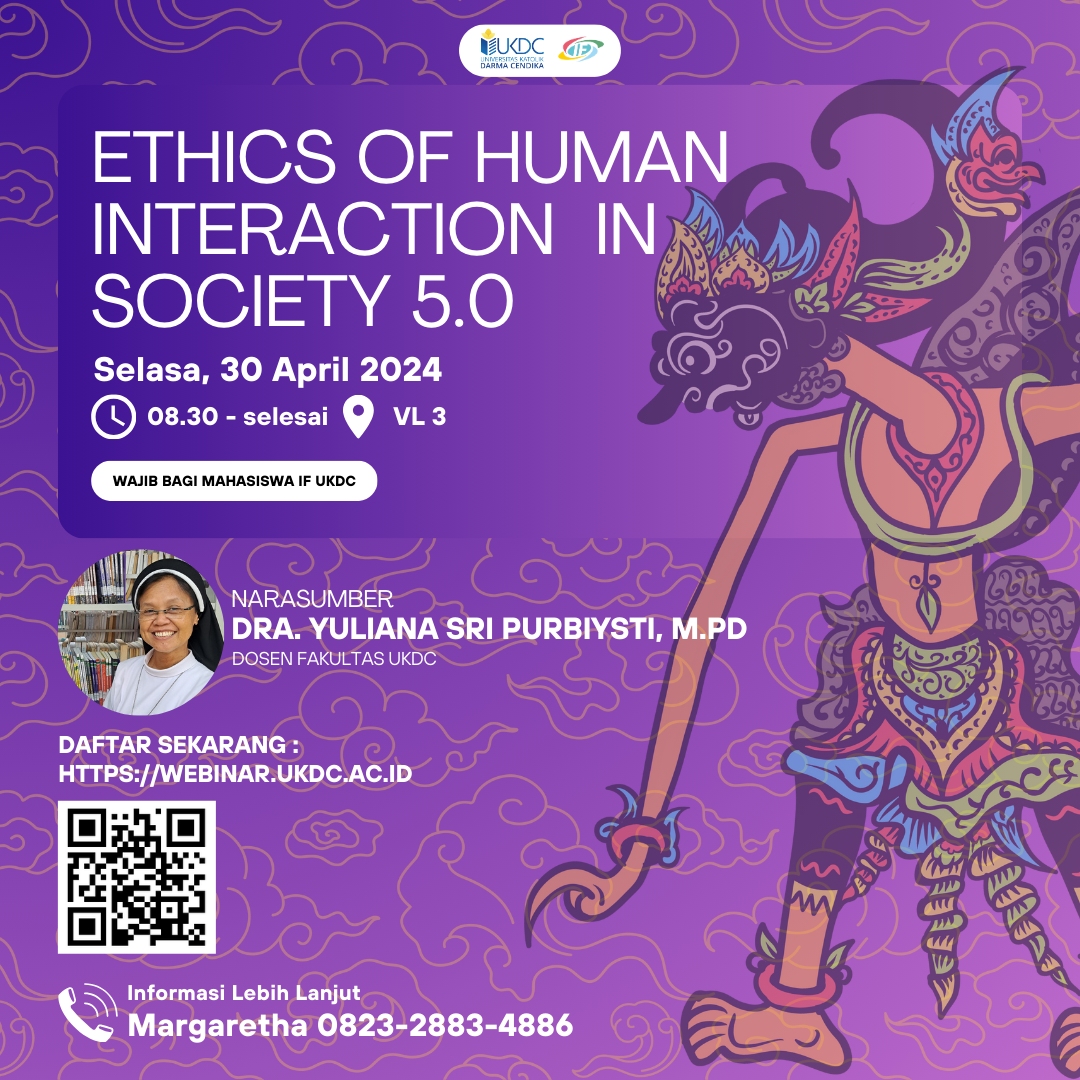 UKDC
UNIVERSITAS KATOLIK
DARMA CENDIKA
IF
ETHICS OF HUMAN
INTERACTION IN
SOCIETY 5.0
Selasa, 30 April 2024
08.30 - selesai VL 3
WAJIB BAGI MAHASISWA IF UKDC
NARASUMBER
DRA. YULIANA SRI PURBIYSTI, M.PD
DOSEN FAKULTAS UKDC
DAFTAR SEKARANG :
HTTPS://WEBINAR.UKDC.AC.ID
Informasi Lebih Lanjut
Margaretha 0823-2883-4886